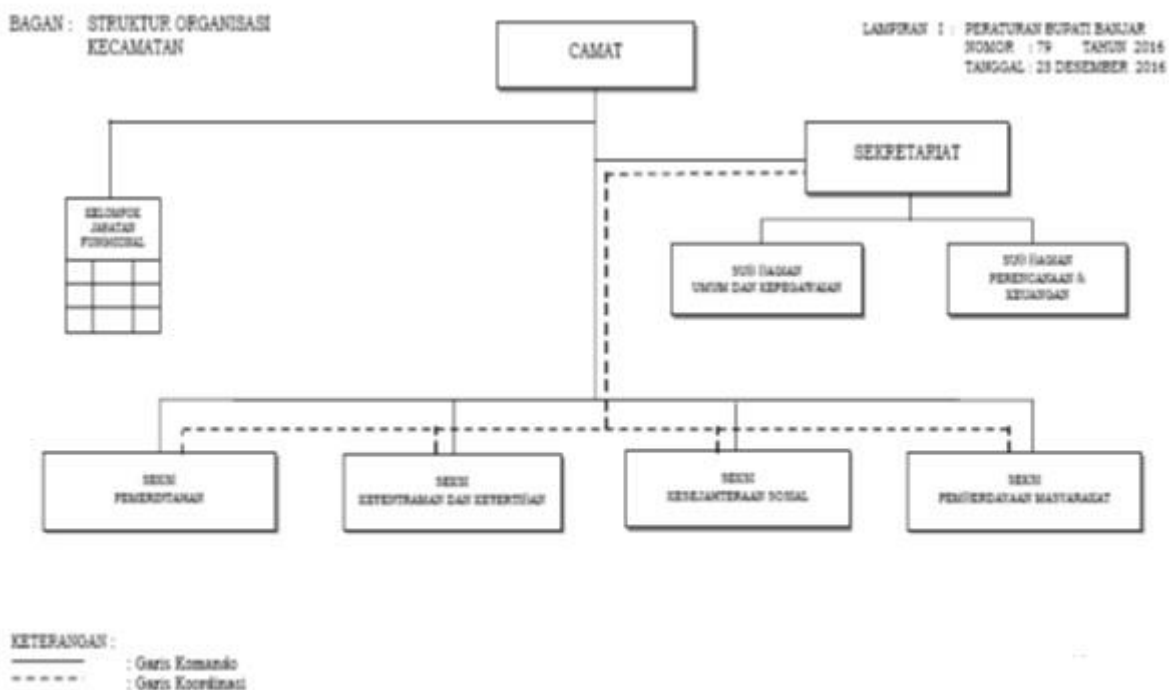 BAGAN : STRUKTUR ORGANISASI
KECAMATAN
LAMPIRAN I : PERATURAN BUPATI BANJAR
NOMOR : 79 TAHUN 2016
TANGGAL : 23 DESEMBER 2016
CAMAT
SEKRETARIAT
KELOMPOK
JABATAN
FUNGSIONAL
SUB BAGIAN
UMUM DAN KEPEGAWAIAN
SUB BAGIAN
PERENCANAAN &
KEUANGAN
SEKSI
PEMERINTAHAN
SEKSI
KETENTRAMAN DAN KETERTIBAN
SEKSI
KESEJAHTERAAN SOSIAL
SEKSI
PEMBERDAYAAN MASYARAKAT
KETERANGAN :
: Garis Komando
: Garis Koordinasi